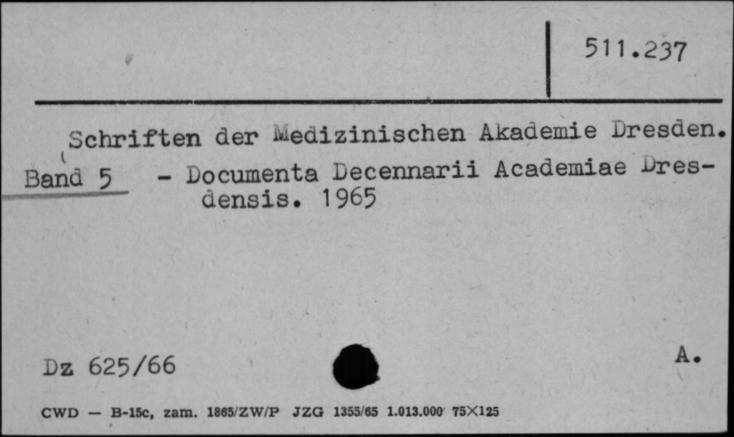 511.237
Schriften der Medizinischen Akademie Dresden.
Band 5 - Documenta Decennarii Academiae Dres-
densis. 1965
Dz 625/66
A.
CWD — B-15c, zam. 1865/ZW/P JZG 1355/65 1.013.000 75×125